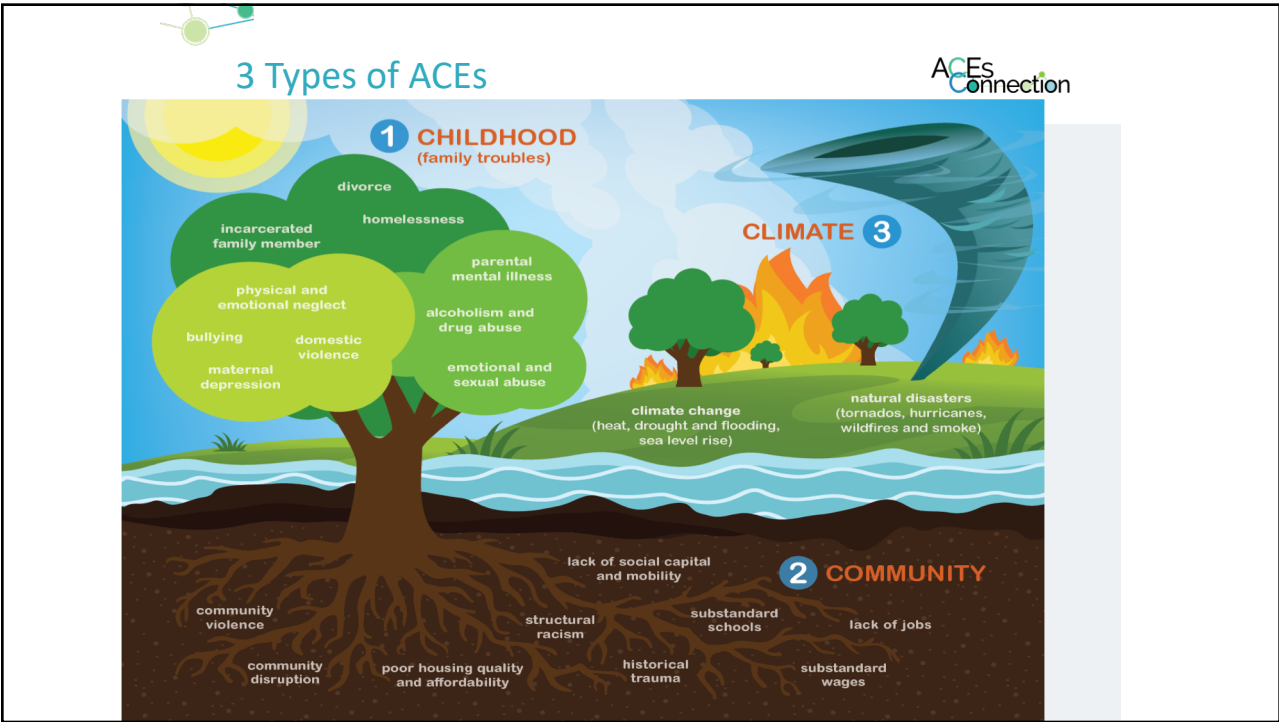 3 Types of ACEs
ACEs
Connection
1 CHILDHOOD
(family troubles)
divorce
homelessness
incarcerated
family member
parental
mental illness
physical and
emotional neglect
alcoholism and
drug abuse
bullying
domestic
violence
maternal
depression
emotional and
sexual abuse
CLIMATE 3
climate change
(heat, drought and flooding,
sea level rise)
natural disasters
(tornados, hurricanes,
wildfires and smoke)
2 COMMUNITY
lack of social capital
and mobility
community
violence
structural
racism
substandard
schools
lack of jobs
community
disruption
poor housing quality
and affordability
historical
trauma
substandard
wages